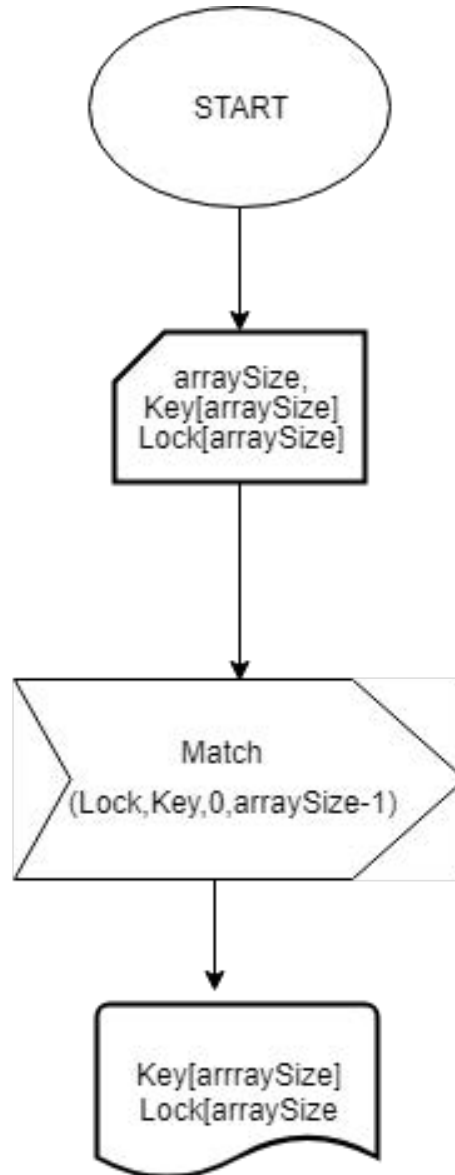 START
arraySize,
Key[arraySize]
Lock[arraySize]
Match
(Lock,Key,0,arraySize-1)
Key[arrraySize]
Lock[arraySize